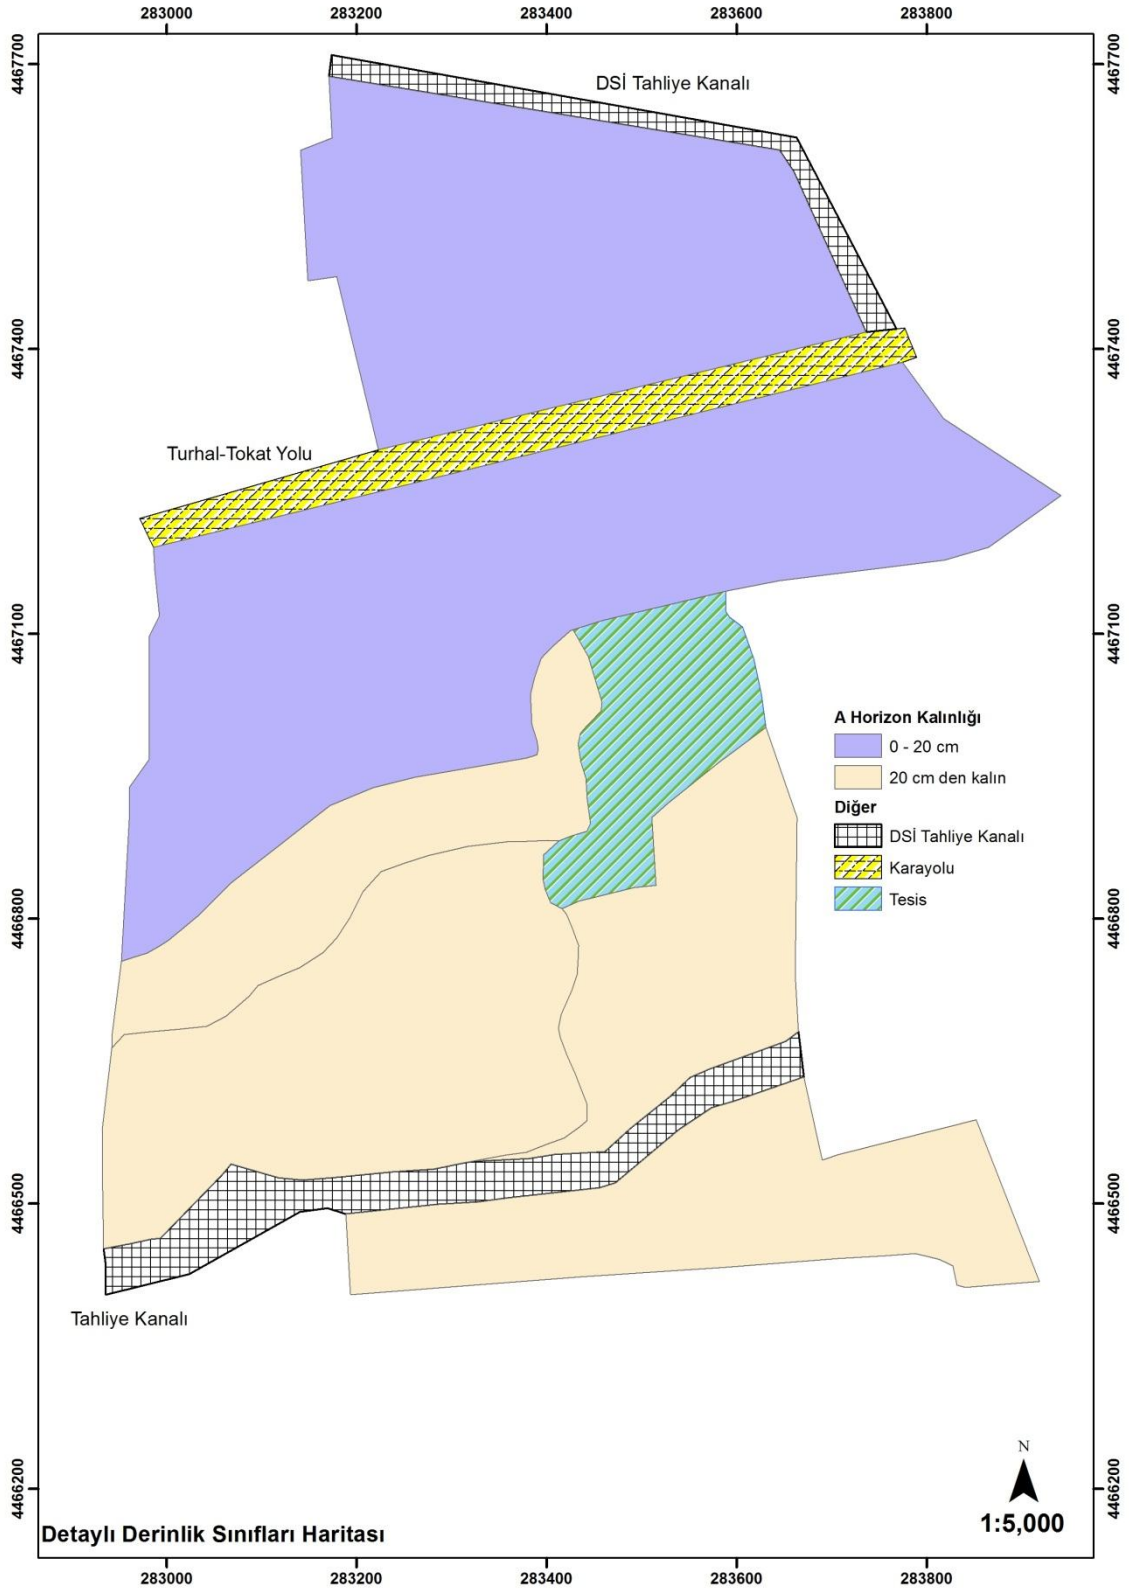 283000 283200 283400 283600 283800
4467700 4467700
DSİ Tahliye Kanalı
4467400 4467400
Turhal-Tokat Yolu
4467100 4467100
A Horizon Kalınlığı
0 - 20 cm
20 cm den kalın
Diğer
DSİ Tahliye Kanalı
Karayolu
Tesis
4466800 4466800
4466500 4466500
Tahliye Kanalı
4466200 4466200
N
1:5,000
Detaylı Derinlik Sınıfları Haritası
283000 283200 283400 283600 283800